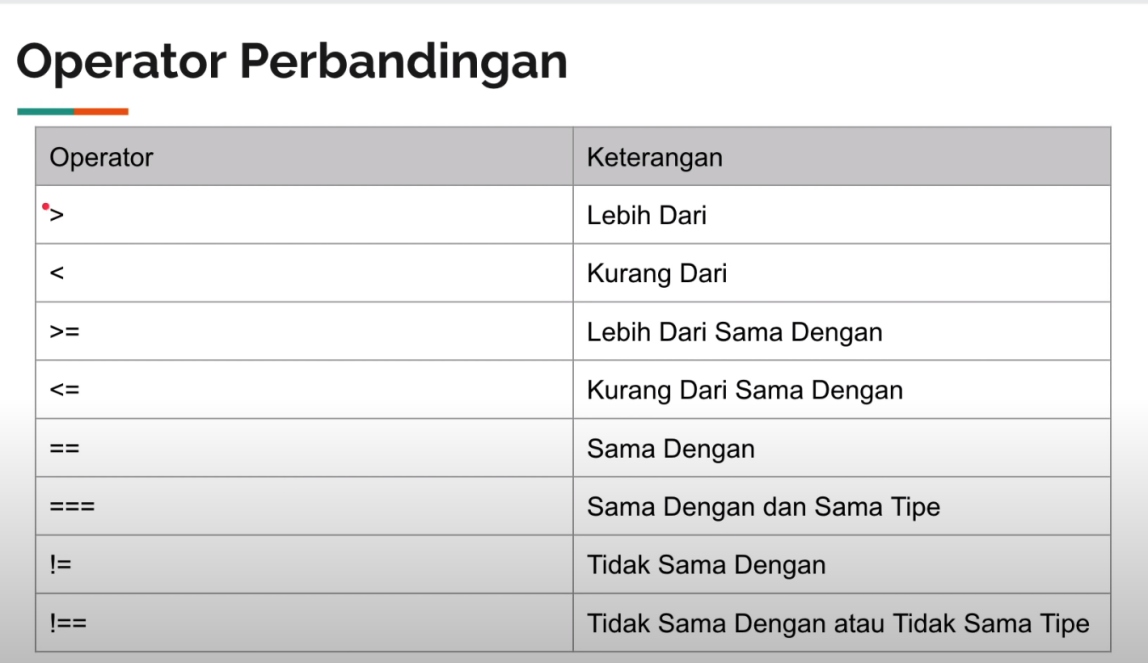 Operator Perbandingan
Operator Keterangan
> Lebih Dari
< Kurang Dari
>= Lebih Dari Sama Dengan
<= Kurang Dari Sama Dengan
== Sama Dengan
=== Sama Dengan dan Sama Tipe
!= Tidak Sama Dengan
!== Tidak Sama Dengan atau Tidak Sama Tipe